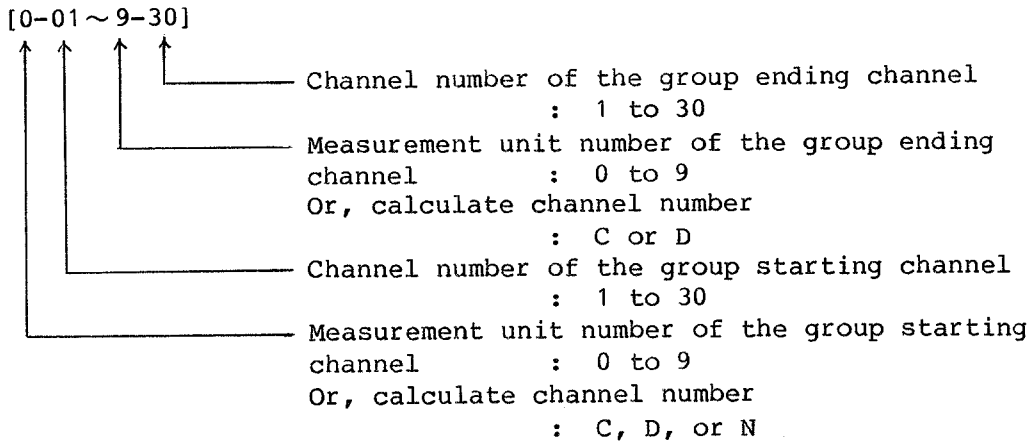 [0-01～9-30]
Channel number of the group ending channel
: 1 to 30
Measurement unit number of the group ending
channel : 0 to 9
Or, calculate channel number
: C or D
Channel number of the group starting channel
: 1 to 30
Measurement unit number of the group starting
channel : 0 to 9
Or, calculate channel number
: C, D, or N